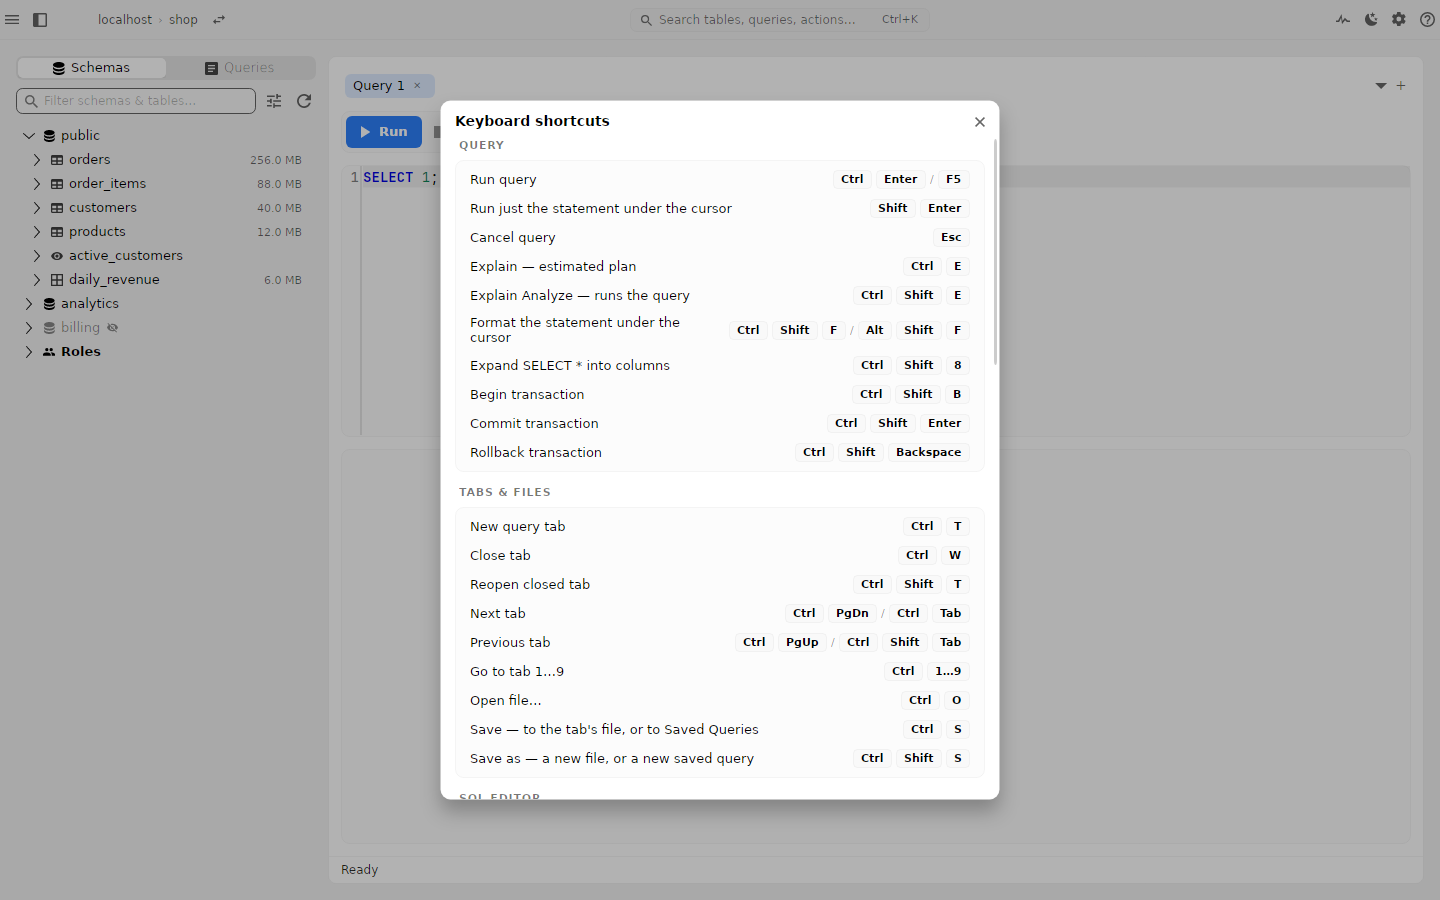 localhost › shop
Search tables, queries, actions... Ctrl+K
Schemas Queries
Filter schemas & tables...
public
orders 256.0 MB
order_items 88.0 MB
customers 40.0 MB
products 12.0 MB
active_customers
daily_revenue 6.0 MB
analytics
billing
Roles
Query 1 ×
Run
1 SELECT 1;
Ready
Keyboard shortcuts
QUERY
Run query Ctrl Enter / F5
Run just the statement under the cursor Shift Enter
Cancel query Esc
Explain — estimated plan Ctrl E
Explain Analyze — runs the query Ctrl Shift E
Format the statement under the cursor Ctrl Shift F / Alt Shift F
Expand SELECT * into columns Ctrl Shift 8
Begin transaction Ctrl Shift B
Commit transaction Ctrl Shift Enter
Rollback transaction Ctrl Shift Backspace
TABS & FILES
New query tab Ctrl T
Close tab Ctrl W
Reopen closed tab Ctrl Shift T
Next tab Ctrl PgDn / Ctrl Tab
Previous tab Ctrl PgUp / Ctrl Shift Tab
Go to tab 1...9 Ctrl 1...9
Open file... Ctrl O
Save — to the tab's file, or to Saved Queries Ctrl S
Save as — a new file, or a new saved query Ctrl Shift S
SQL EDITOR